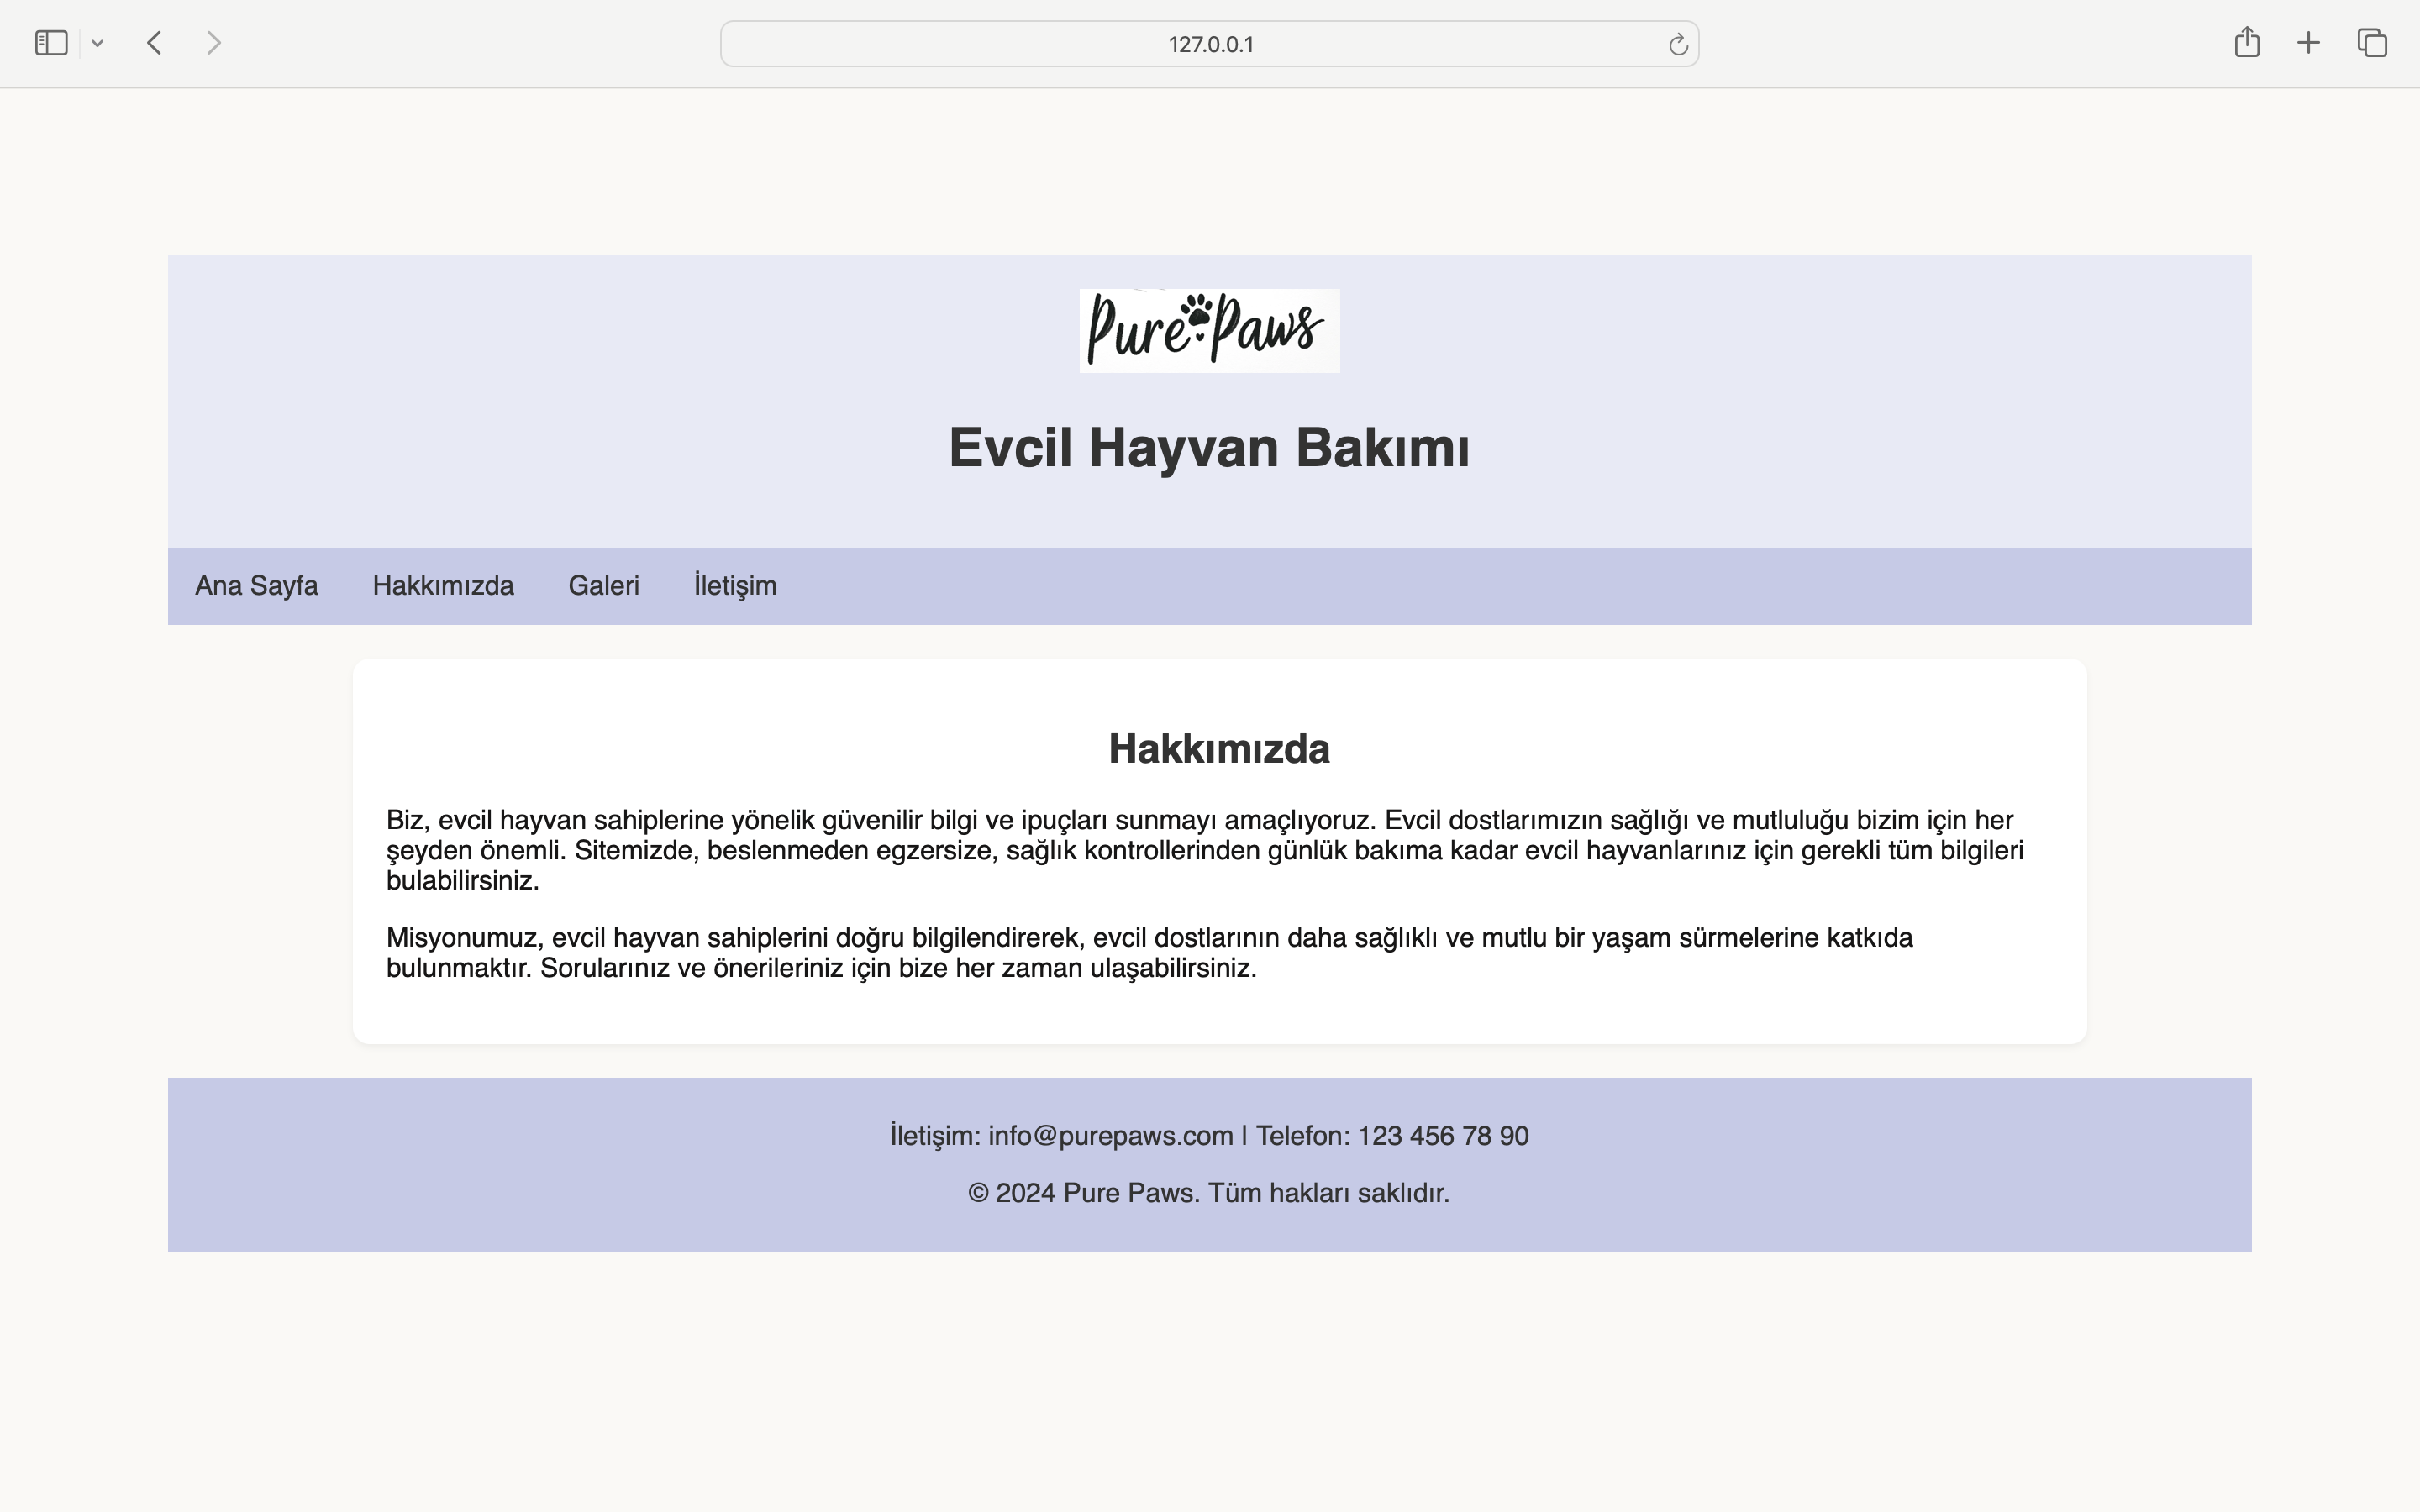 127.0.0.1
Pure Paws
Evcil Hayvan Bakımı
Ana Sayfa Hakkımızda Galeri İletişim
Hakkımızda
Biz, evcil hayvan sahiplerine yönelik güvenilir bilgi ve ipuçları sunmayı amaçlıyoruz. Evcil dostlarımızın sağlığı ve mutluluğu bizim için her
şeyden önemli. Sitemizde, beslenmeden egzersize, sağlık kontrollerinden günlük bakıma kadar evcil hayvanlarınız için gerekli tüm bilgileri
bulabilirsiniz.
Misyonumuz, evcil hayvan sahiplerini doğru bilgilendirerek, evcil dostlarının daha sağlıklı ve mutlu bir yaşam sürmelerine katkıda
bulunmaktır. Sorularınız ve önerileriniz için bize her zaman ulaşabilirsiniz.
İletişim: info@purepaws.com | Telefon: 123 456 78 90
© 2024 Pure Paws. Tüm hakları saklıdır.